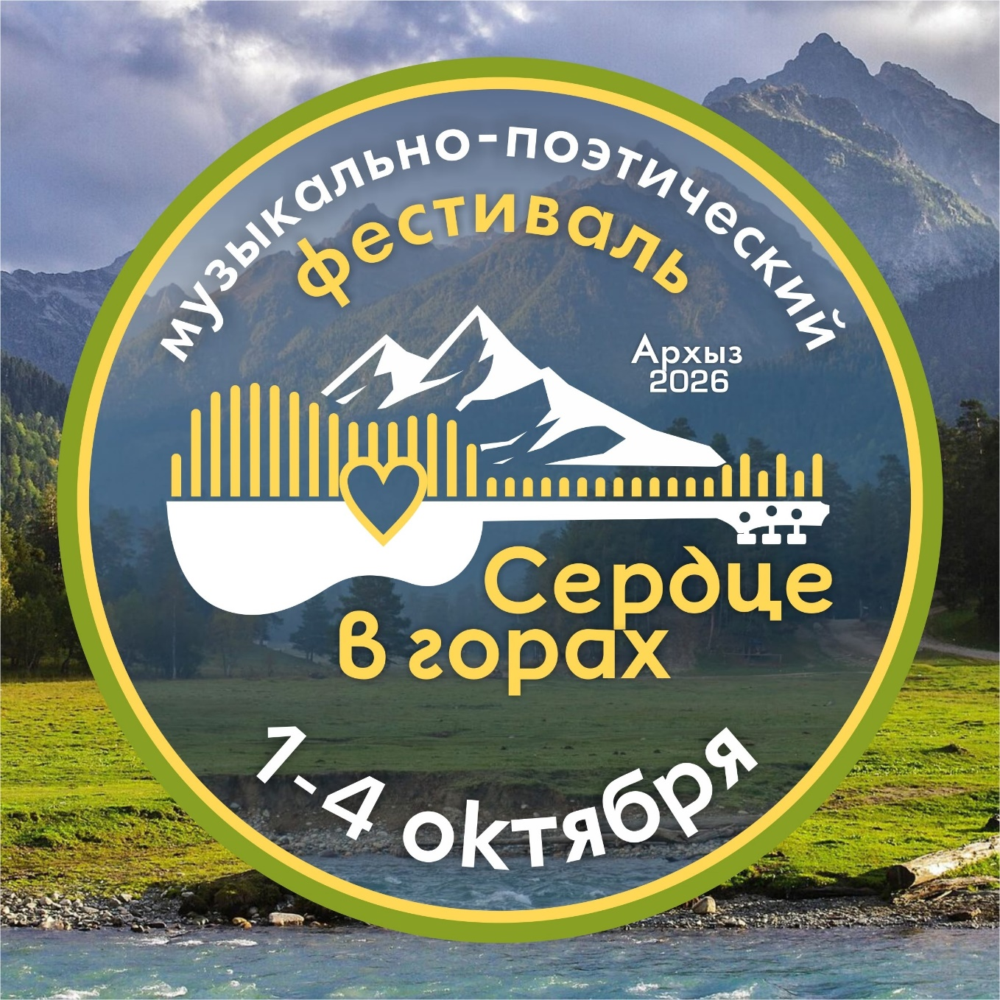 музыкально-поэтический
фестиваль
Архыз
2026
Сердце
в горах
1-4 октября